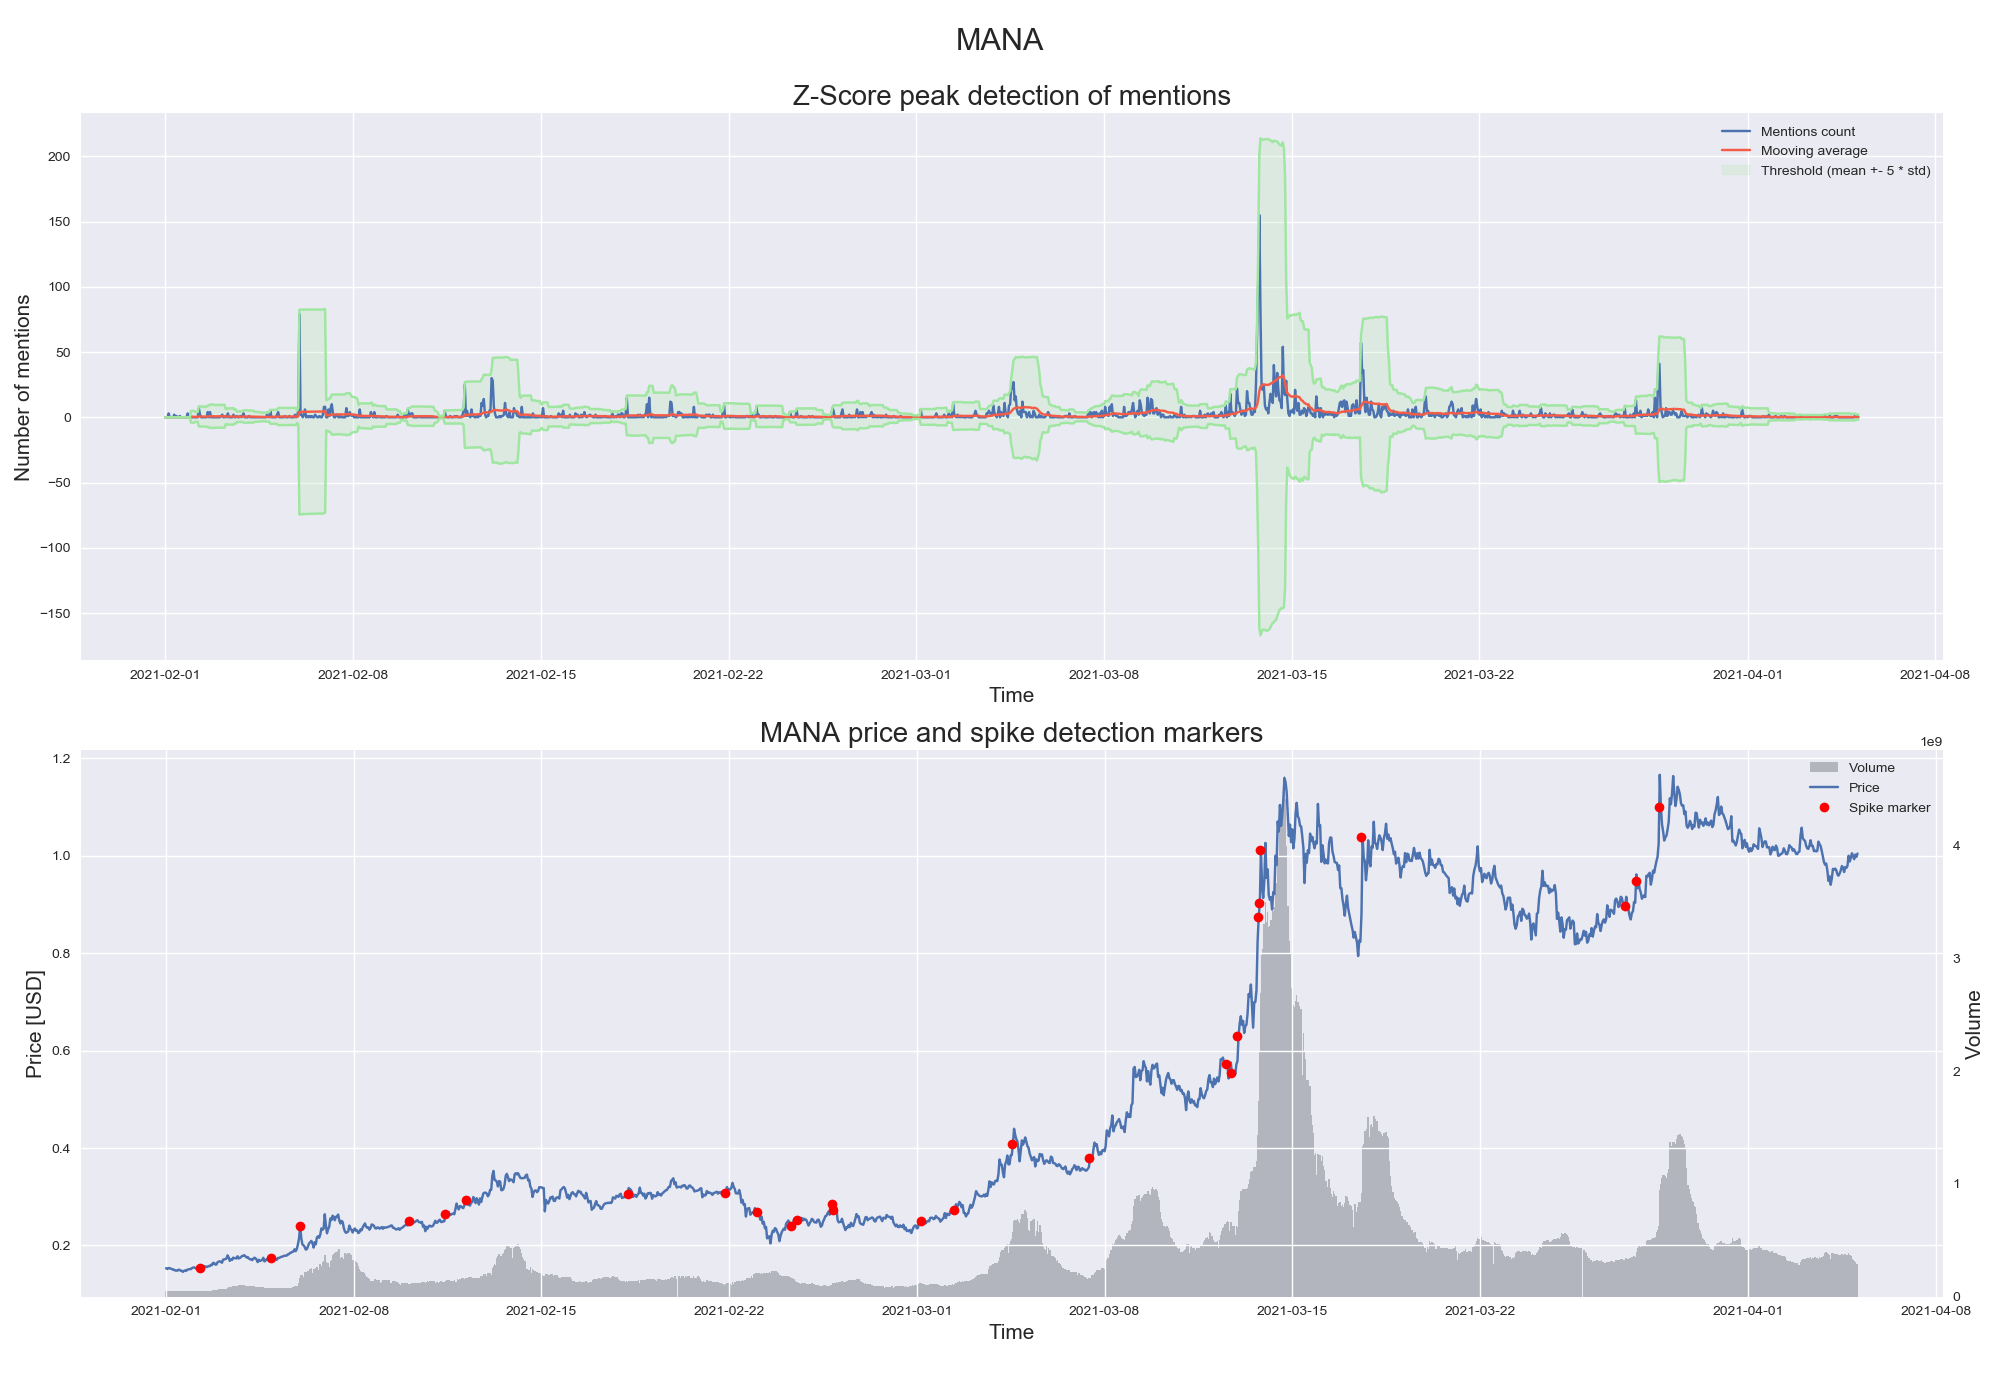 MANA
Z-Score peak detection of mentions
Mentions count
Mooving average
Threshold (mean +- 5 * std)
Number of mentions
200
150
100
50
0
−50
−100
−150
2021-02-01 2021-02-08 2021-02-15 2021-02-22 2021-03-01 2021-03-08 2021-03-15 2021-03-22 2021-04-01 2021-04-08
Time
MANA price and spike detection markers
1e9
Volume
Price
Spike marker
Price [USD]
1.2
1.0
0.8
0.6
0.4
0.2
4
3
2
1
0
Volume
2021-02-01 2021-02-08 2021-02-15 2021-02-22 2021-03-01 2021-03-08 2021-03-15 2021-03-22 2021-04-01 2021-04-08
Time